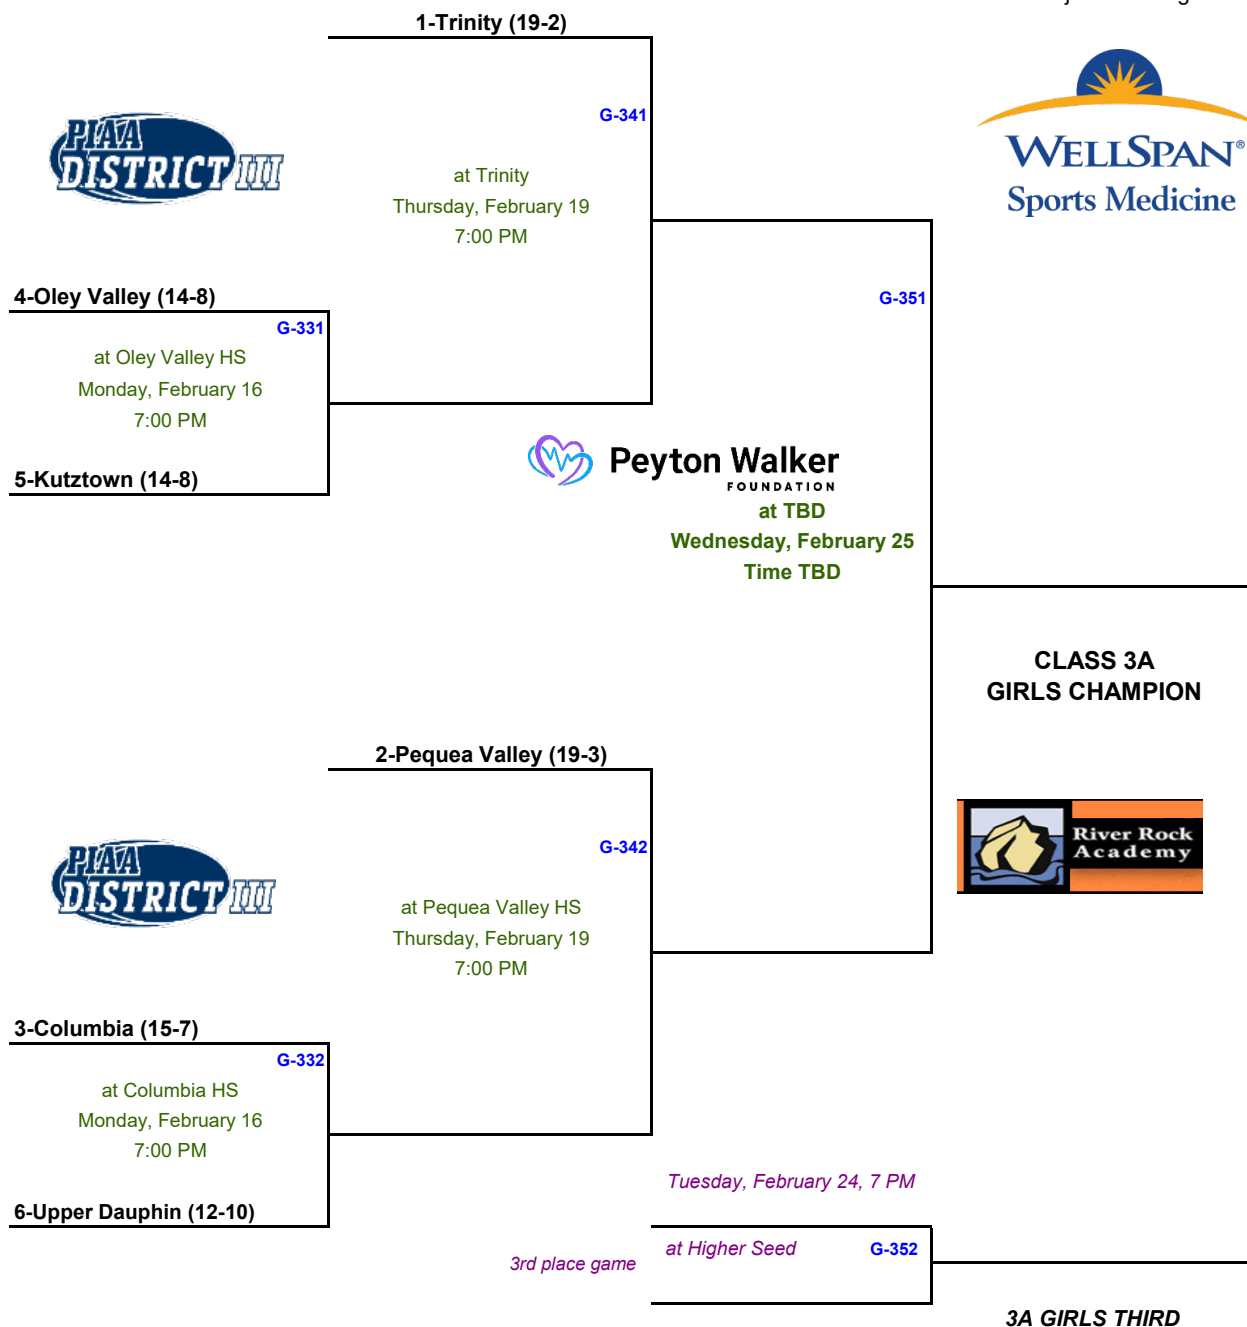 1-Trinity (19-2)
G-341
PIAA
DISTRICT III
at Trinity
Thursday, February 19
7:00 PM
WELLSPAN®
Sports Medicine
4-Oley Valley (14-8)
G-331
at Oley Valley HS
Monday, February 16
7:00 PM
5-Kutztown (14-8)
G-351
Peyton Walker
FOUNDATION
at TBD
Wednesday, February 25
Time TBD
CLASS 3A
GIRLS CHAMPION
2-Pequea Valley (19-3)
G-342
PIAA
DISTRICT III
at Pequea Valley HS
Thursday, February 19
7:00 PM
River Rock
Academy
3-Columbia (15-7)
G-332
at Columbia HS
Monday, February 16
7:00 PM
6-Upper Dauphin (12-10)
Tuesday, February 24, 7 PM
3rd place game
at Higher Seed
G-352
3A GIRLS THIRD